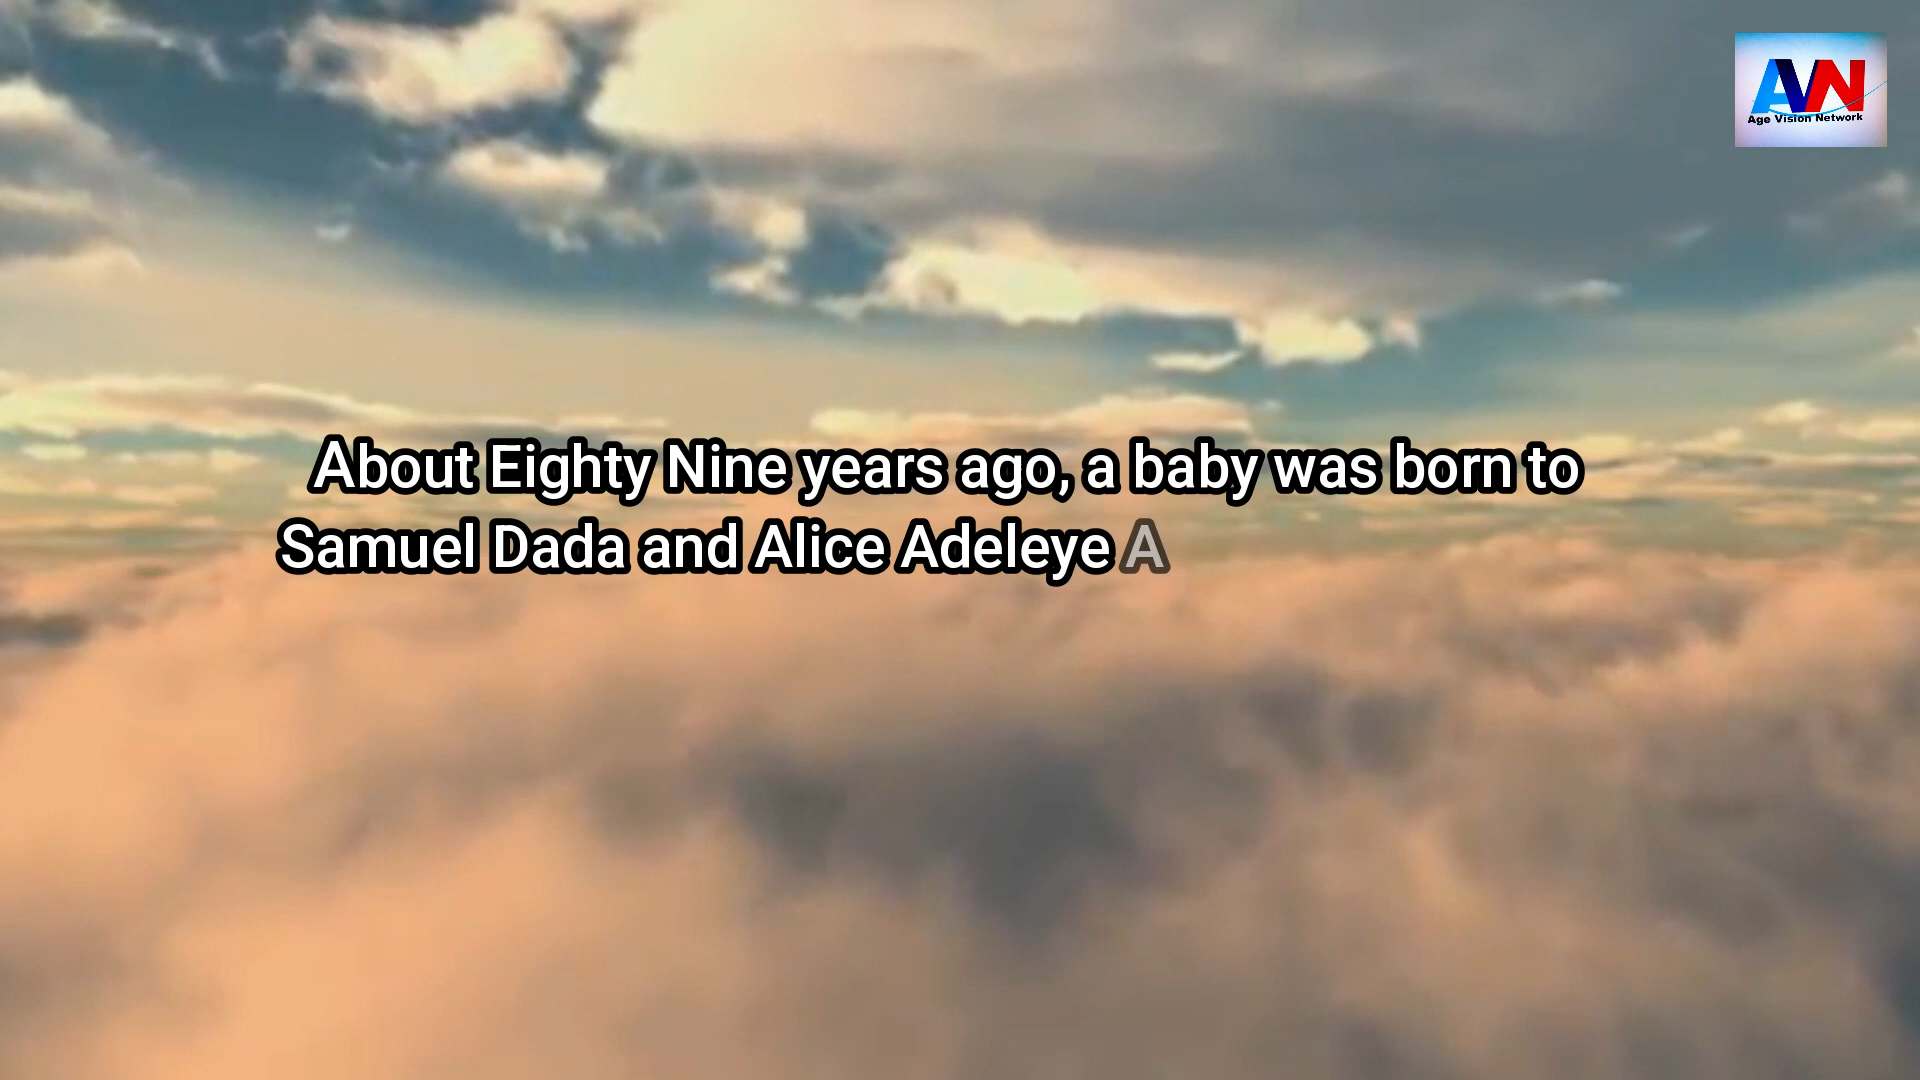 AVN
Age Vision Network
About Eighty Nine years ago, a baby was born to
Samuel Dada and Alice Adeleye A